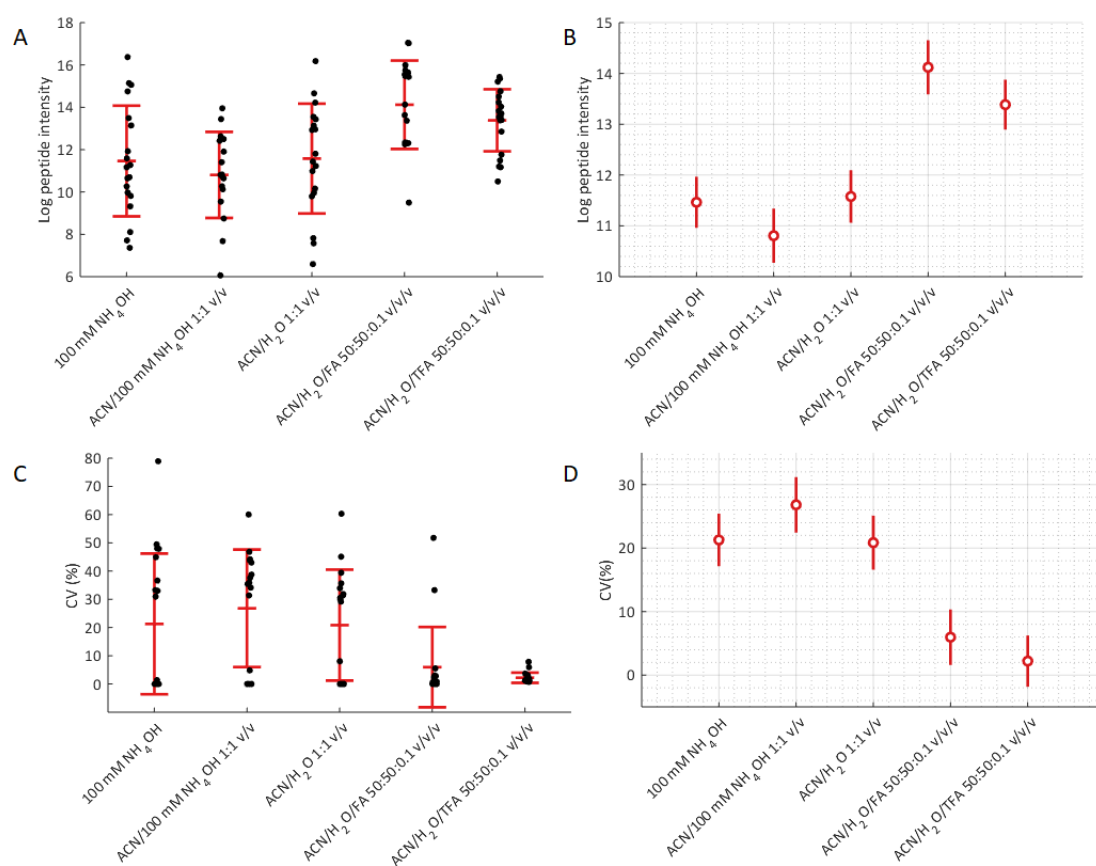 A
Log peptide intensity
18
16
14
12
10
8
6
100 mM NH₄OH
ACN/100 mM NH₄OH 1:1 v/v
ACN/H₂O 1:1 v/v
ACN/H₂O/FA 50:50:0.1 v/v/v
ACN/H₂O/TFA 50:50:0.1 v/v/v
B
Log peptide intensity
15
14
13
12
11
10
100 mM NH₄OH
ACN/100 mM NH₄OH 1:1 v/v
ACN/H₂O 1:1 v/v
ACN/H₂O/FA 50:50:0.1 v/v/v
ACN/H₂O/TFA 50:50:0.1 v/v/v
C
CV (%)
80
70
60
50
40
30
20
10
0
100 mM NH₄OH
ACN/100 mM NH₄OH 1:1 v/v
ACN/H₂O 1:1 v/v
ACN/H₂O/FA 50:50:0.1 v/v/v
ACN/H₂O/TFA 50:50:0.1 v/v/v
D
CV(%)
30
20
10
0
100 mM NH₄OH
ACN/100 mM NH₄OH 1:1 v/v
ACN/H₂O 1:1 v/v
ACN/H₂O/FA 50:50:0.1 v/v/v
ACN/H₂O/TFA 50:50:0.1 v/v/v